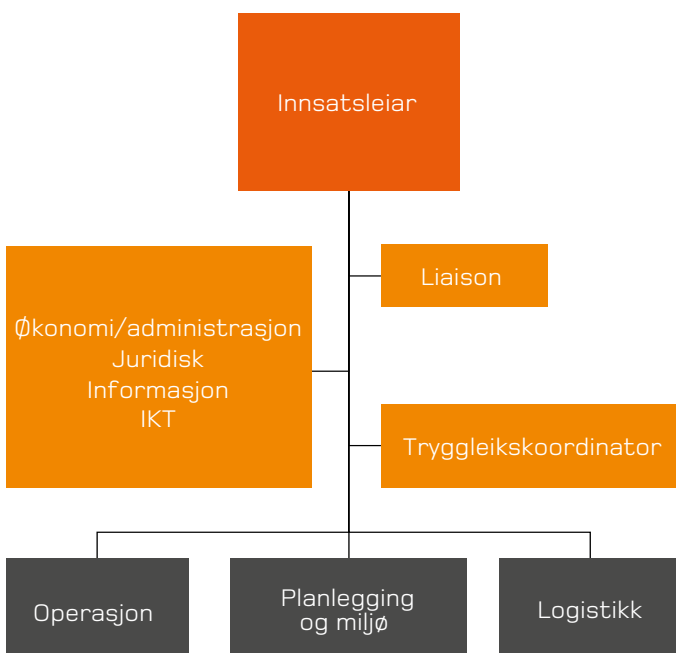 Innsatsleiar
Liaison
Økonomi/administrasjon
Juridisk
Informasjon
IKT
Tryggleikskoordinator
Operasjon
Planlegging
og miljø
Logistikk